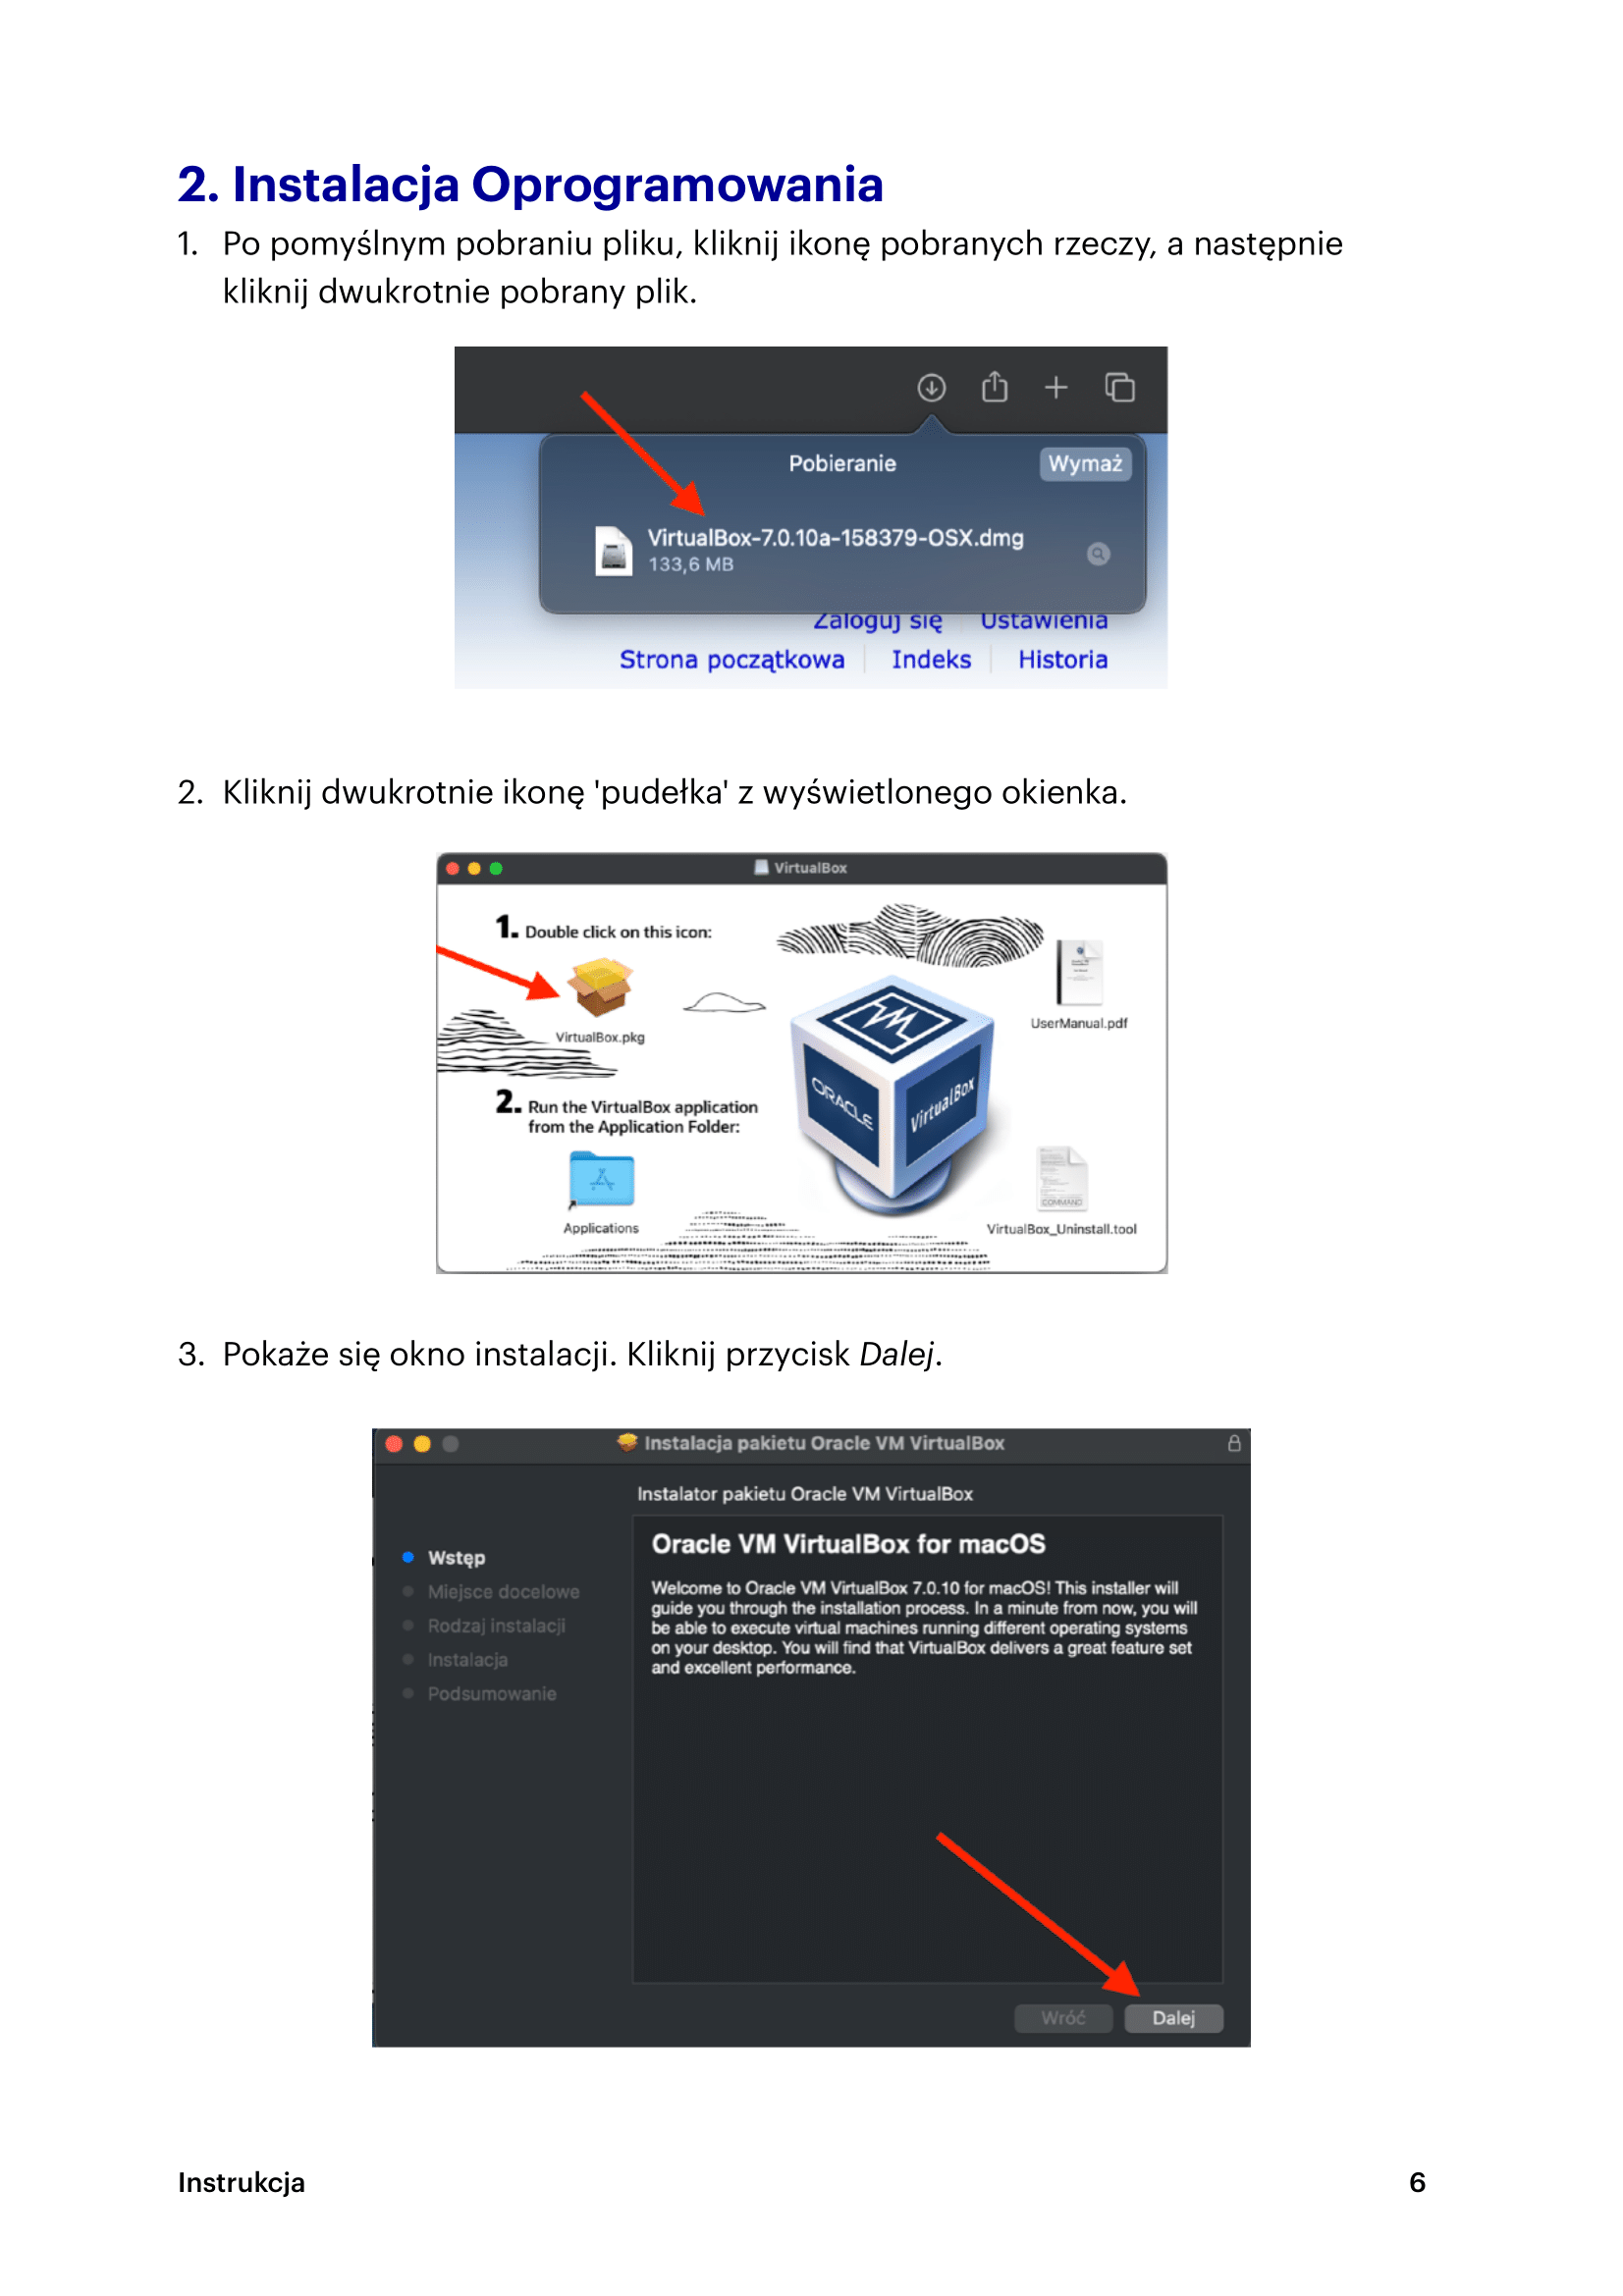 2. Instalacja Oprogramowania
1. Po pomyślnym pobraniu pliku, kliknij ikonę pobranych rzeczy, a następnie
kliknij dwukrotnie pobrany plik.
Pobieranie
Wymaż
VirtualBox-7.0.10a-158379-OSX.dmg
133,6 MB
Zaloguj się Ustawienia
Strona początkowa Indeks Historia
2. Kliknij dwukrotnie ikonę 'pudełka' z wyświetlonego okienka.
VirtualBox
1. Double click on this icon:
VirtualBox.pkg
UserManual.pdf
ORACLE
VirtualBox
2. Run the VirtualBox application
from the Application Folder:
Applications
COMMAND
VirtualBox_Uninstall.tool
3. Pokaże się okno instalacji. Kliknij przycisk Dalej.
Instalacja pakietu Oracle VM VirtualBox
Instalator pakietu Oracle VM VirtualBox
Wstęp
Miejsce docelowe
Rodzaj instalacji
Instalacja
Podsumowanie
Oracle VM VirtualBox for macOS
Welcome to Oracle VM VirtualBox 7.0.10 for macOS! This installer will
guide you through the installation process. In a minute from now, you will
be able to execute virtual machines running different operating systems
on your desktop. You will find that VirtualBox delivers a great feature set
and excellent performance.
Wróć
Dalej
Instrukcja 6